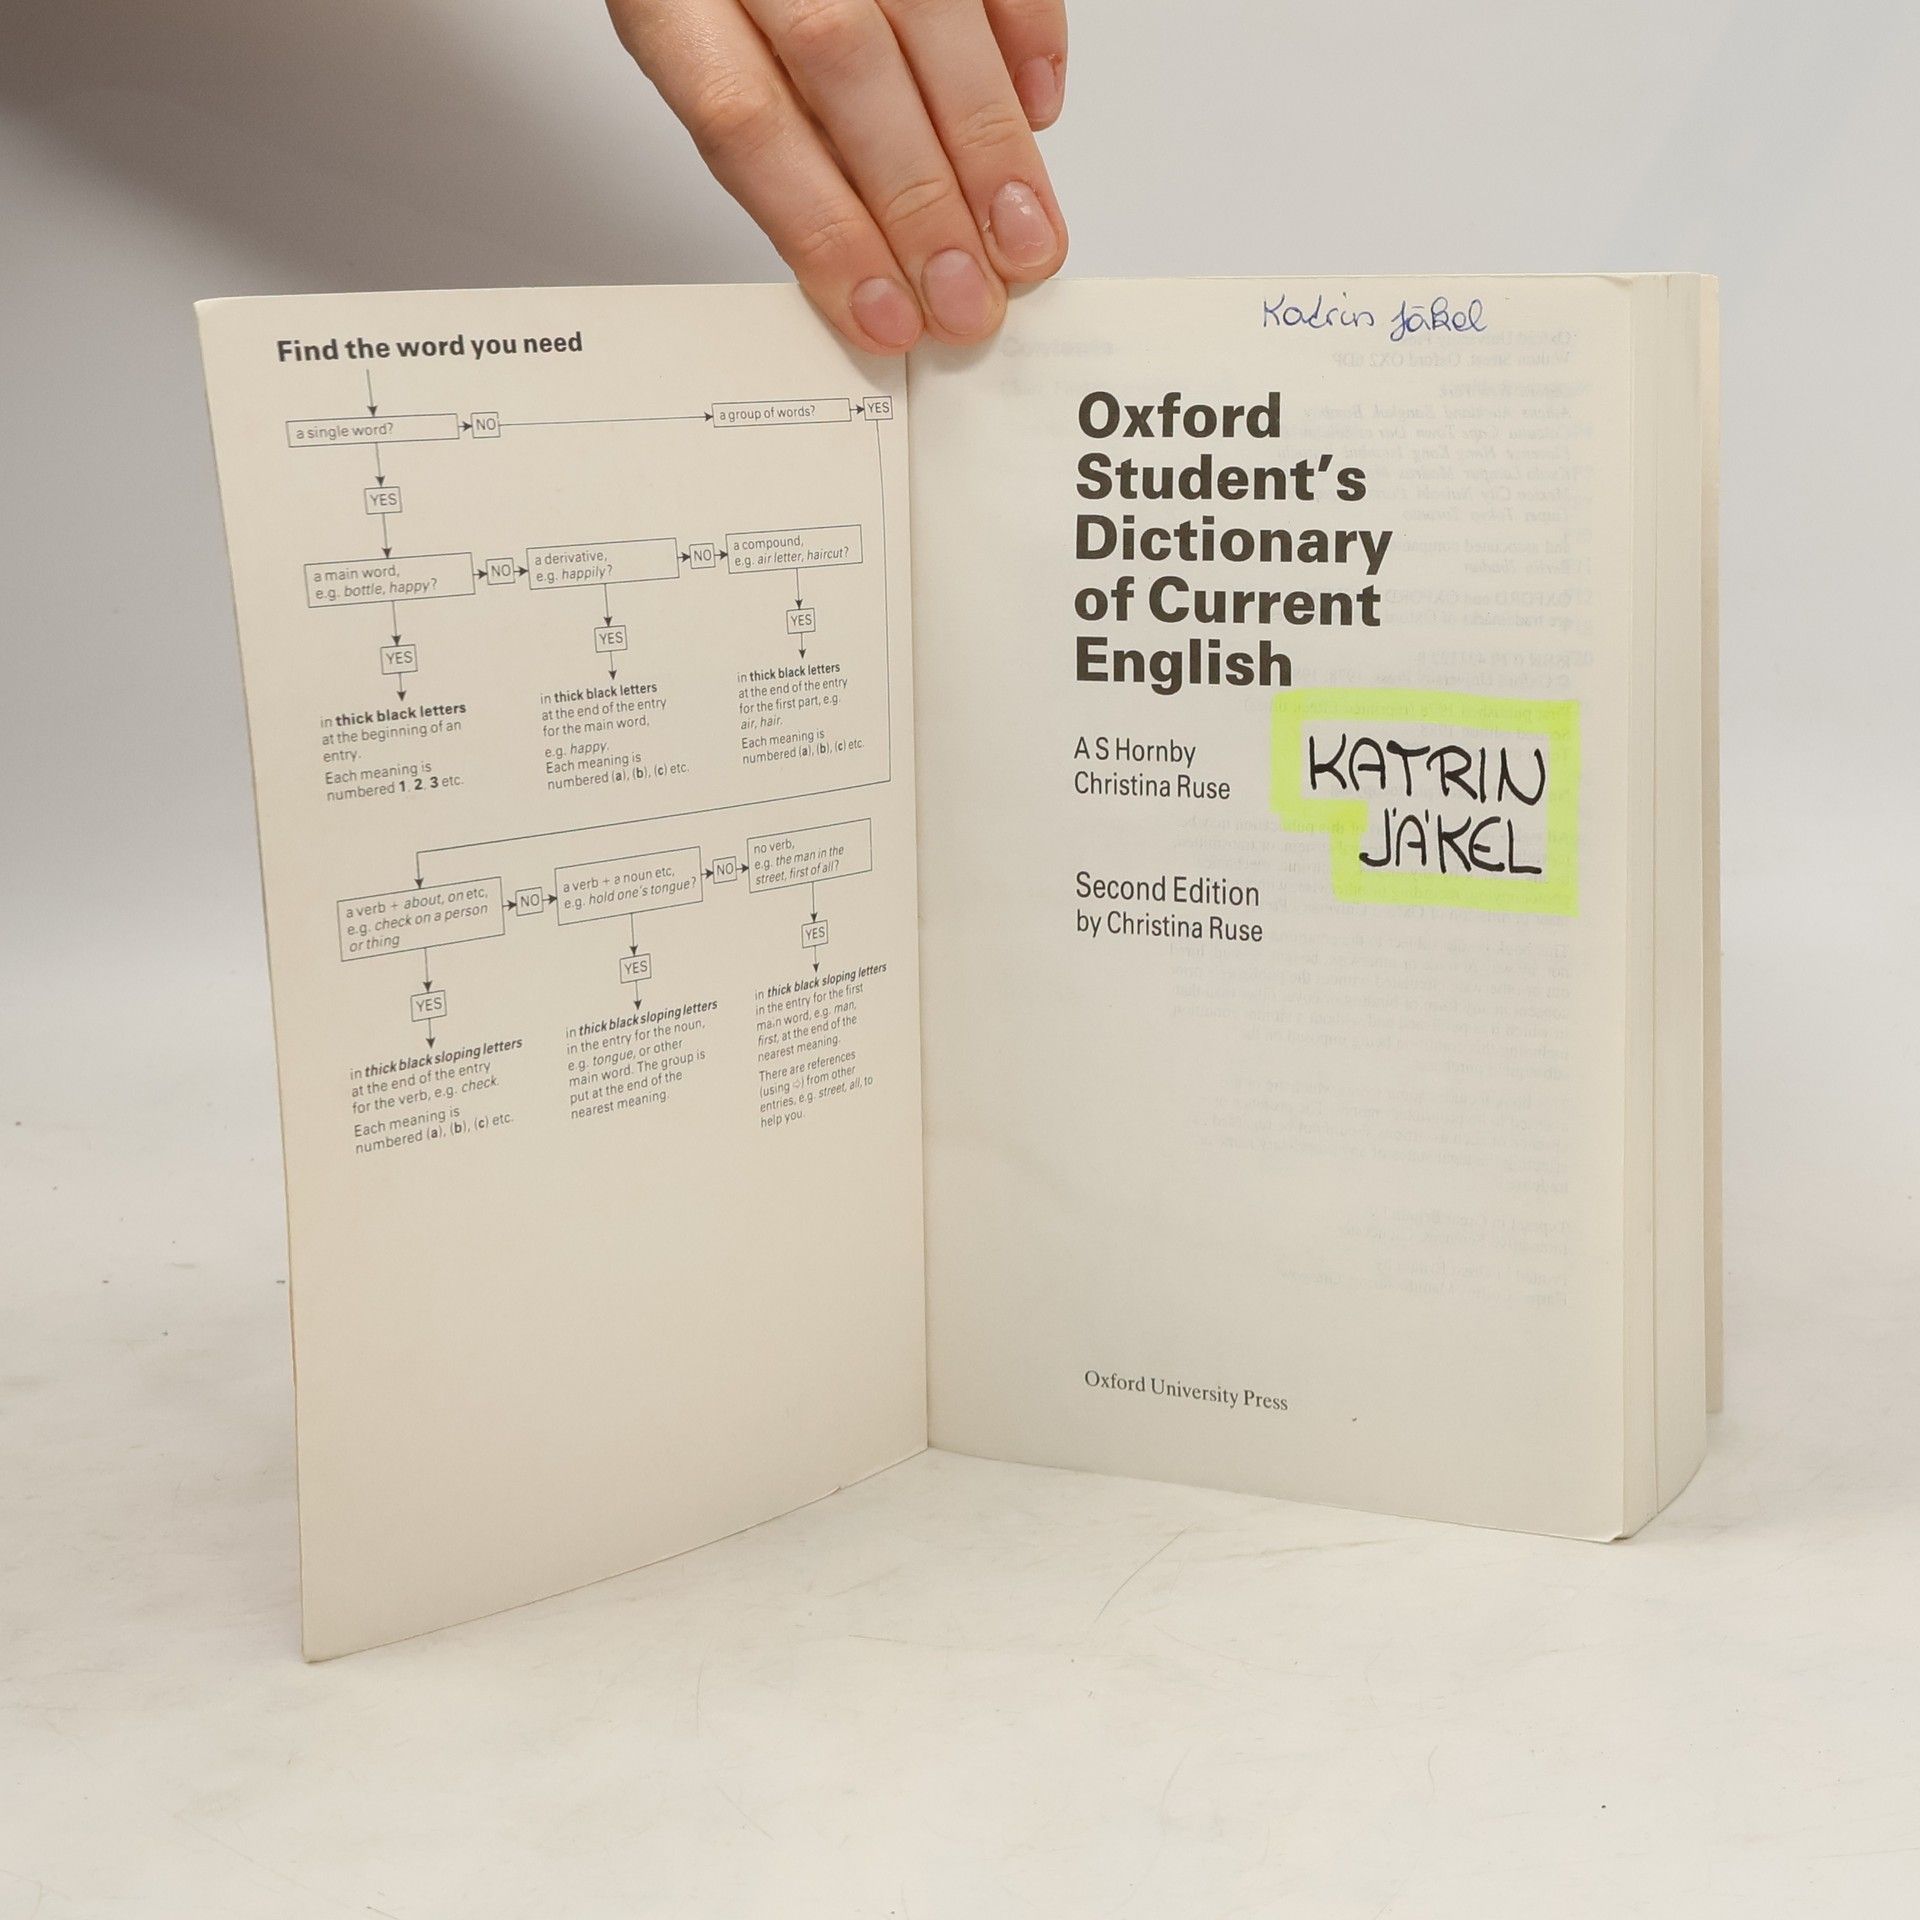 Find the word you need
a single word?
NO
a group of words?
YES
YES
a main word,
e.g. bottle, happy?
NO
a derivative,
e.g. happily?
NO
a compound,
e.g. air letter, haircut?
YES
YES
YES
in thick black letters
at the beginning of an
entry.
Each meaning is
numbered 1, 2, 3 etc.
in thick black letters
at the end of the entry
for the main word,
e.g. happy.
Each meaning is
numbered (a), (b), (c) etc.
in thick black letters
at the end of the entry
for the first part, e.g.
air, hair.
Each meaning is
numbered (a), (b), (c) etc.
a verb + about, on etc,
e.g. check on a person
or thing
NO
a verb + a noun etc,
e.g. hold one's tongue?
NO
no verb,
e.g. the man in the
street, first of all?
YES
YES
YES
in thick black sloping letters
at the end of the entry
for the verb, e.g. check.
Each meaning is
numbered (a), (b), (c) etc.
in thick black sloping letters
in the entry for the noun,
e.g. tongue, or other
main word. The group is
put at the end of the
nearest meaning.
in thick black sloping letters
in the entry for the first
main word, e.g. man,
first, at the end of the
nearest meaning.
There are references
(using ⇨) from other
entries, e.g. street, all, to
help you.
Katrin Jäkel
Oxford
Student's
Dictionary
of Current
English
A S Hornby
Christina Ruse
KATRIN
JÄKEL
Second Edition
by Christina Ruse
Oxford University Press